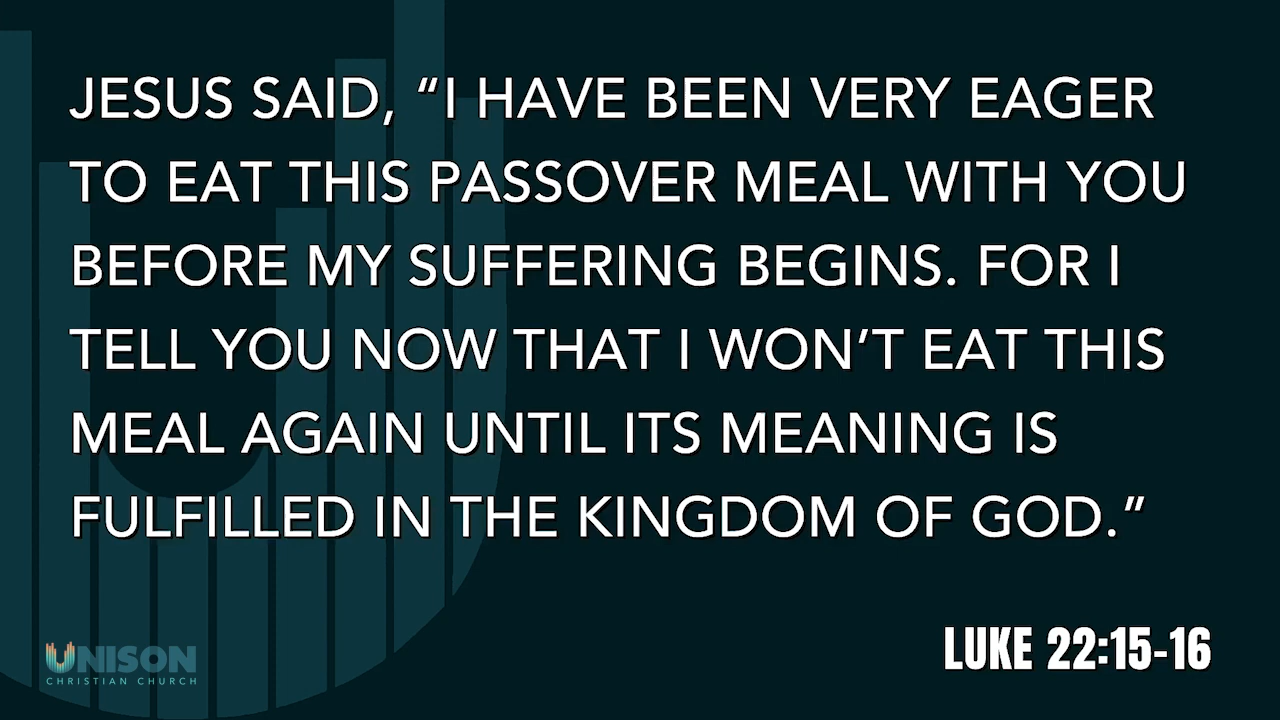 JESUS SAID, “I HAVE BEEN VERY EAGER
TO EAT THIS PASSOVER MEAL WITH YOU
BEFORE MY SUFFERING BEGINS. FOR I
TELL YOU NOW THAT I WON’T EAT THIS
MEAL AGAIN UNTIL ITS MEANING IS
FULFILLED IN THE KINGDOM OF GOD.”
LUKE 22:15-16
UNISON
CHRISTIAN CHURCH